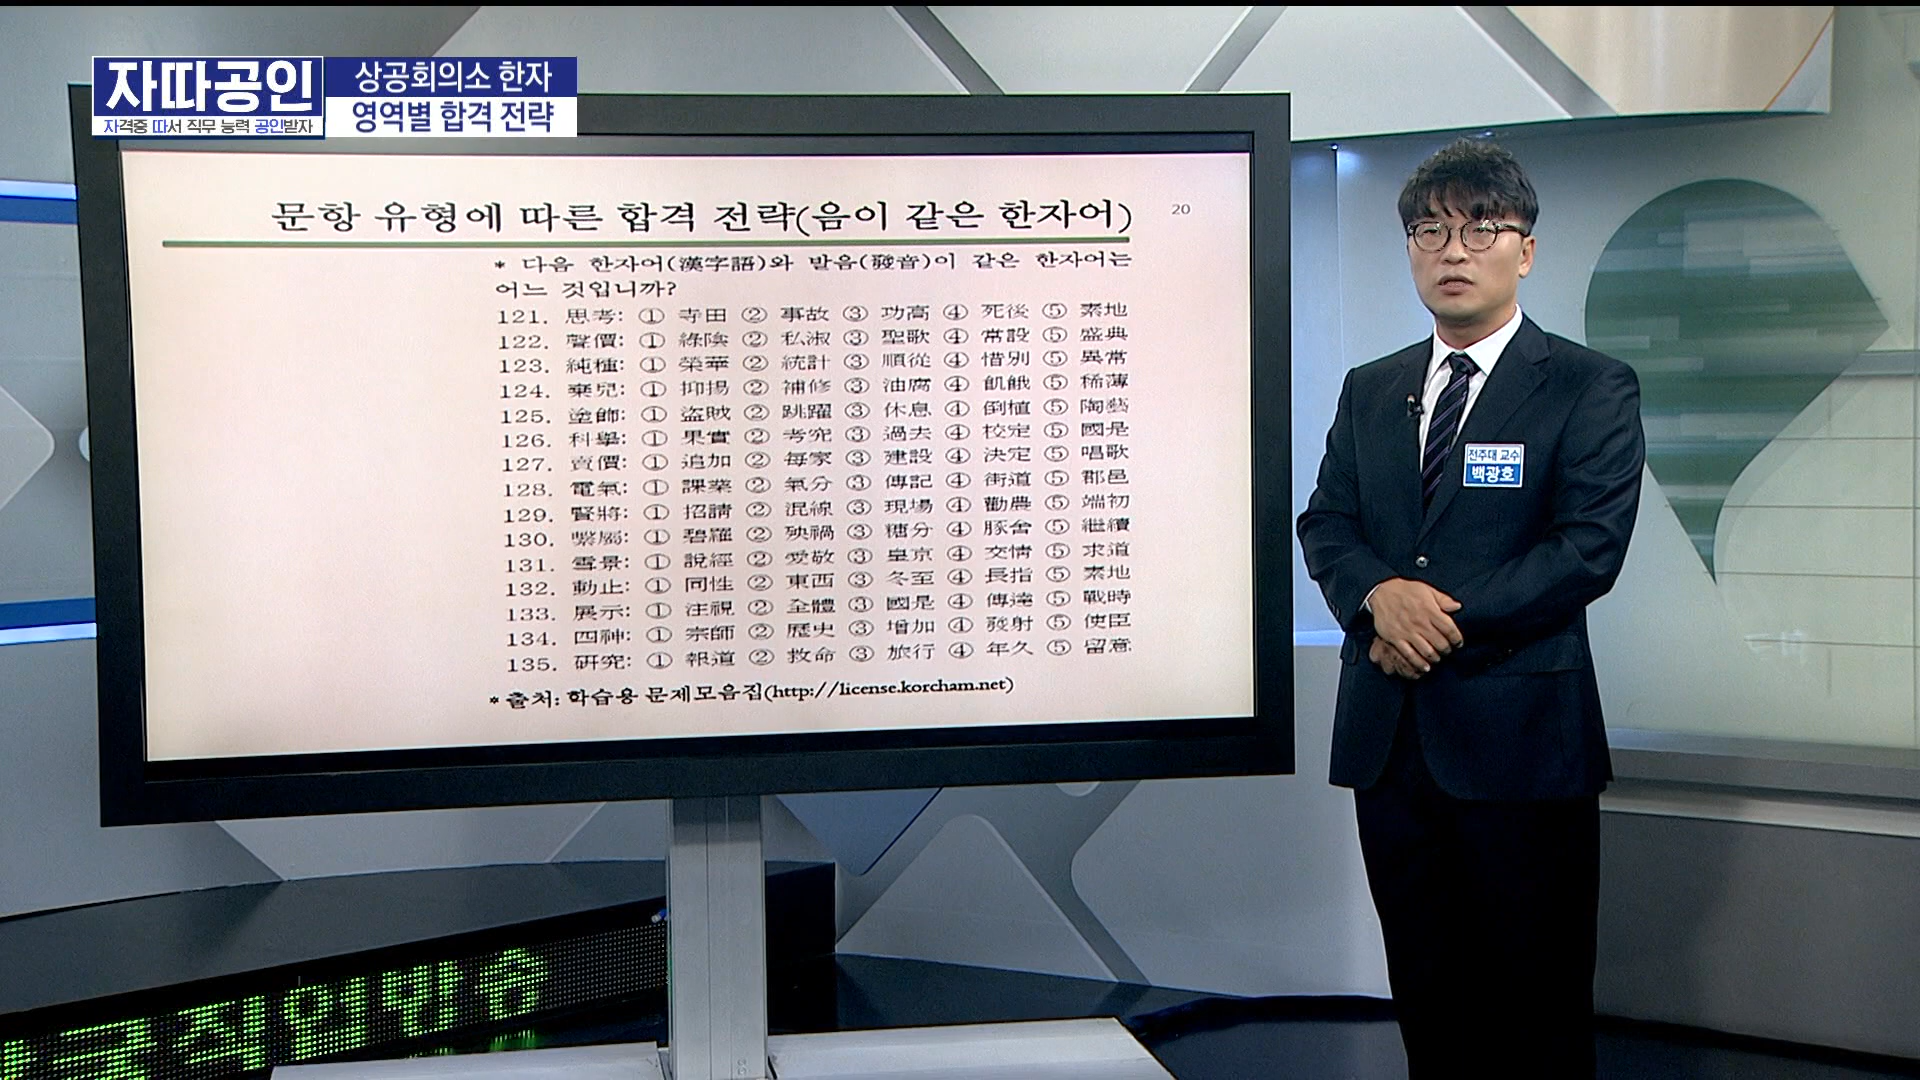 자따공인
자격증 따서 직무 능력 공인받자
상공회의소 한자
영역별 합격 전략
문항 유형에 따른 합격 전략(음이 같은 한자어)
20
* 다음 한자어(漢字語)와 발음(發音)이 같은 한자어는
어느 것입니까?
121. 思考: ① 寺田 ② 事故 ③ 功高 ④ 死後 ⑤ 素地
122. 聲價: ① 綠陰 ② 私淑 ③ 聖歌 ④ 常設 ⑤ 盛典
123. 純種: ① 榮華 ② 統計 ③ 順從 ④ 惜別 ⑤ 異常
124. 棄兒: ① 抑揚 ② 補修 ③ 油腐 ④ 飢餓 ⑤ 稀薄
125. 塗飾: ① 盜賊 ② 跳躍 ③ 休息 ④ 倒植 ⑤ 陶藝
126. 科擧: ① 果實 ② 考究 ③ 過去 ④ 校定 ⑤ 國是
127. 賣價: ① 追加 ② 每家 ③ 建設 ④ 決定 ⑤ 唱歌
128. 電氣: ① 課業 ② 氣分 ③ 傳記 ④ 街道 ⑤ 郡邑
129. 賢將: ① 招請 ② 混線 ③ 現場 ④ 勸農 ⑤ 端初
130. 繫屬: ① 碧羅 ② 殃禍 ③ 糖分 ④ 豚舍 ⑤ 繼續
131. 雪景: ① 說經 ② 愛敬 ③ 皇京 ④ 交情 ⑤ 求道
132. 動止: ① 同性 ② 東西 ③ 冬至 ④ 長指 ⑤ 素地
133. 展示: ① 注視 ② 全體 ③ 國是 ④ 傳達 ⑤ 戰時
134. 四神: ① 宗師 ② 歷史 ③ 增加 ④ 發射 ⑤ 使臣
135. 硏究: ① 報道 ② 救命 ③ 旅行 ④ 年久 ⑤ 留意
* 출처: 학습용 문제모음집(http://license.korcham.net)
전주대 교수
백광호
국직업방송